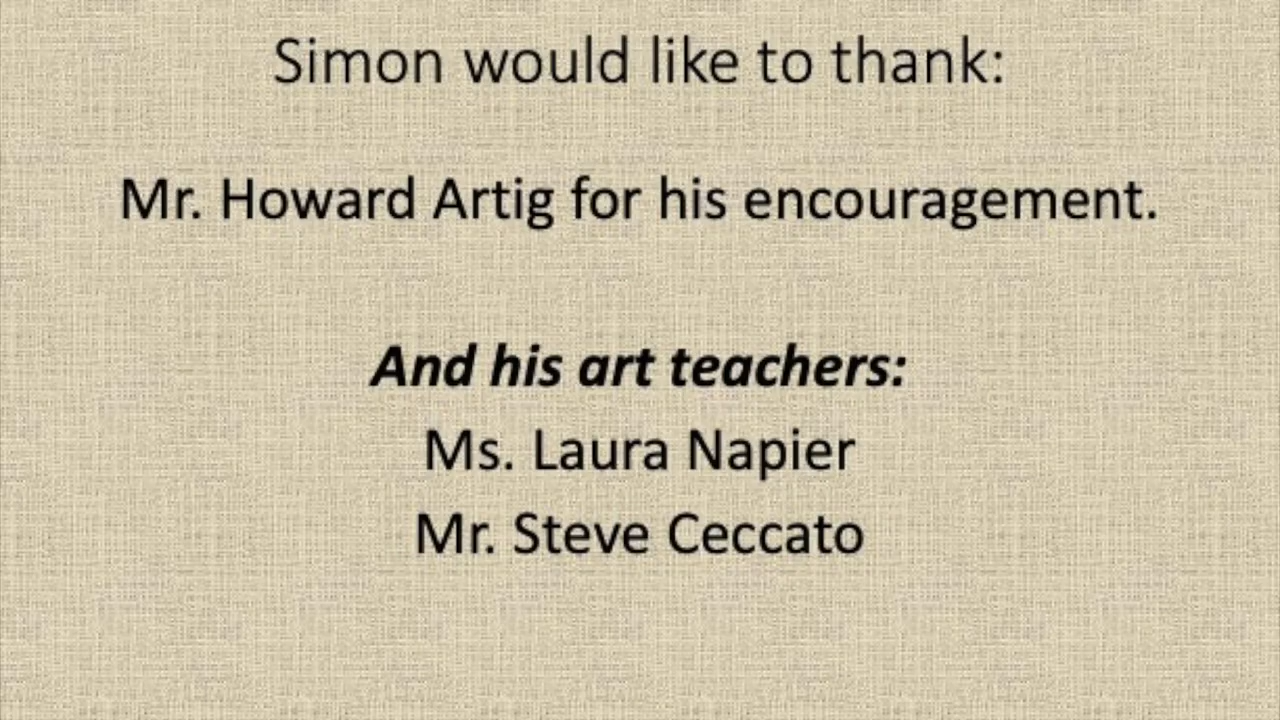 Simon would like to thank:
Mr. Howard Artig for his encouragement.
And his art teachers:
Ms. Laura Napier
Mr. Steve Ceccato